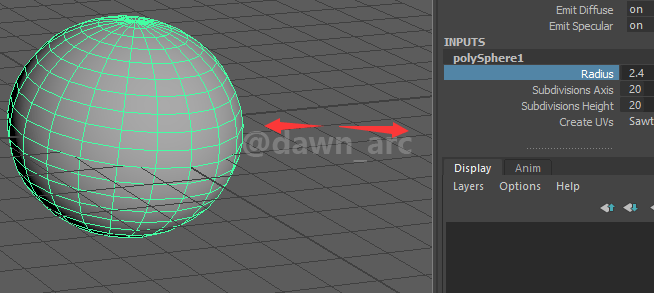 Emit Diffuse on
Emit Specular on
INPUTS
polySphere1
Radius 2.4
Subdivisions Axis 20
Subdivisions Height 20
Create UVs Sawt
@dawn_arc
Display Anim
Layers Options Help